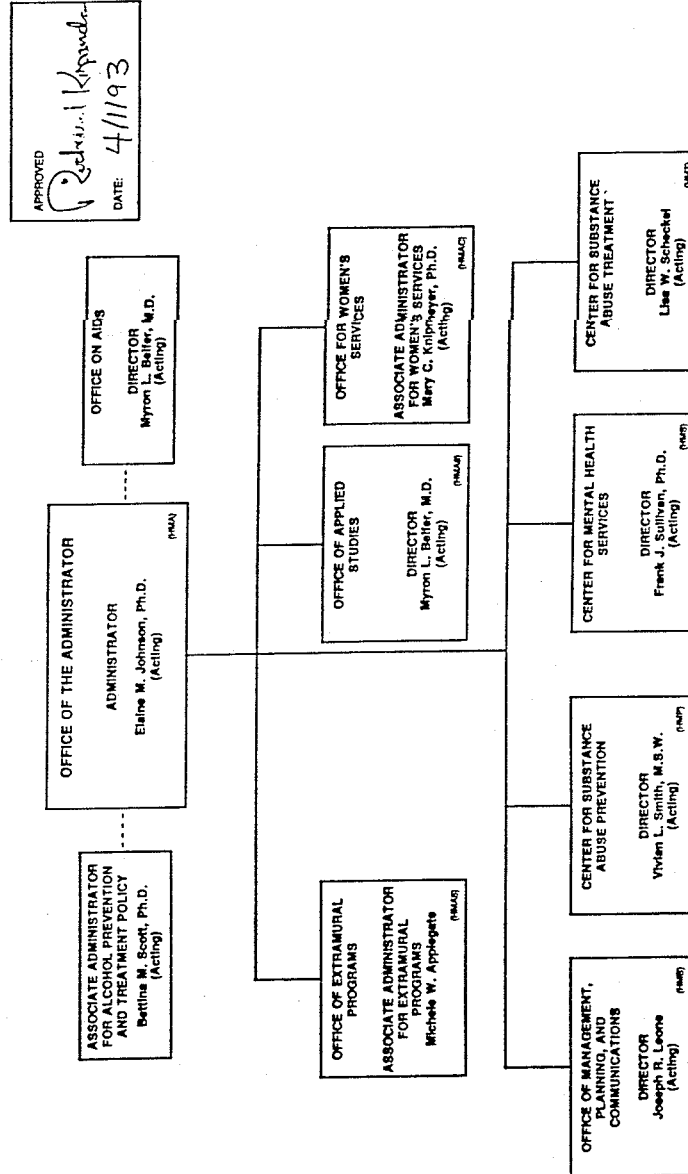 APPROVED
DATE: 4/1/93
OFFICE OF THE ADMINISTRATOR
ADMINISTRATOR
Elaine M. Johnson, Ph.D.
(Acting)
(HMA)
ASSOCIATE ADMINISTRATOR
FOR ALCOHOL PREVENTION
AND TREATMENT POLICY
Bettina M. Scott, Ph.D.
(Acting)
OFFICE ON AIDS
DIRECTOR
Myron L. Belfer, M.D.
(Acting)
OFFICE OF EXTRAMURAL
PROGRAMS
ASSOCIATE ADMINISTRATOR
FOR EXTRAMURAL
PROGRAMS
Michele W. Applegate
OFFICE OF APPLIED
STUDIES
DIRECTOR
Myron L. Belfer, M.D.
(Acting)
OFFICE FOR WOMEN'S
SERVICES
ASSOCIATE ADMINISTRATOR
FOR WOMEN'S SERVICES
Mary C. Knipmeyer, Ph.D.
(Acting)
(HMAC)
OFFICE OF MANAGEMENT,
PLANNING, AND
COMMUNICATIONS
DIRECTOR
Joseph R. Leone
(Acting)
CENTER FOR SUBSTANCE
ABUSE PREVENTION
DIRECTOR
Vivian L. Smith, M.S.W.
(Acting)
(HMP)
CENTER FOR MENTAL HEALTH
SERVICES
DIRECTOR
Frank J. Sullivan, Ph.D.
(Acting)
(HMS)
CENTER FOR SUBSTANCE
ABUSE TREATMENT
DIRECTOR
Lisa W. Scheckel
(Acting)